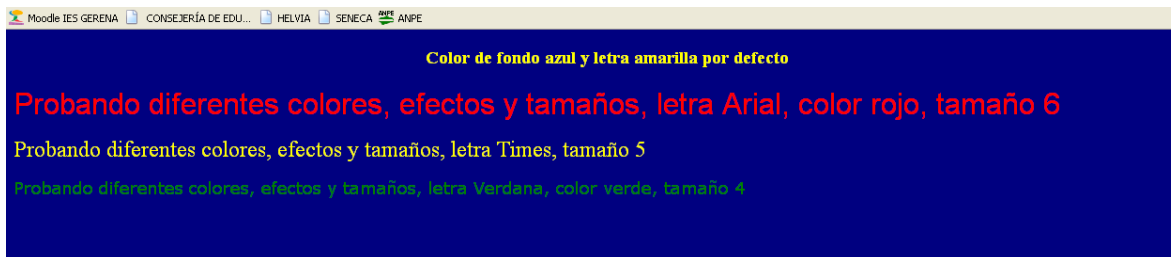 Moodle IES GERENA CONSEJERÍA DE EDU... HELVIA SENECA ANPE ANPE
Color de fondo azul y letra amarilla por defecto
Probando diferentes colores, efectos y tamaños, letra Arial, color rojo, tamaño 6
Probando diferentes colores, efectos y tamaños, letra Times, tamaño 5
Probando diferentes colores, efectos y tamaños, letra Verdana, color verde, tamaño 4